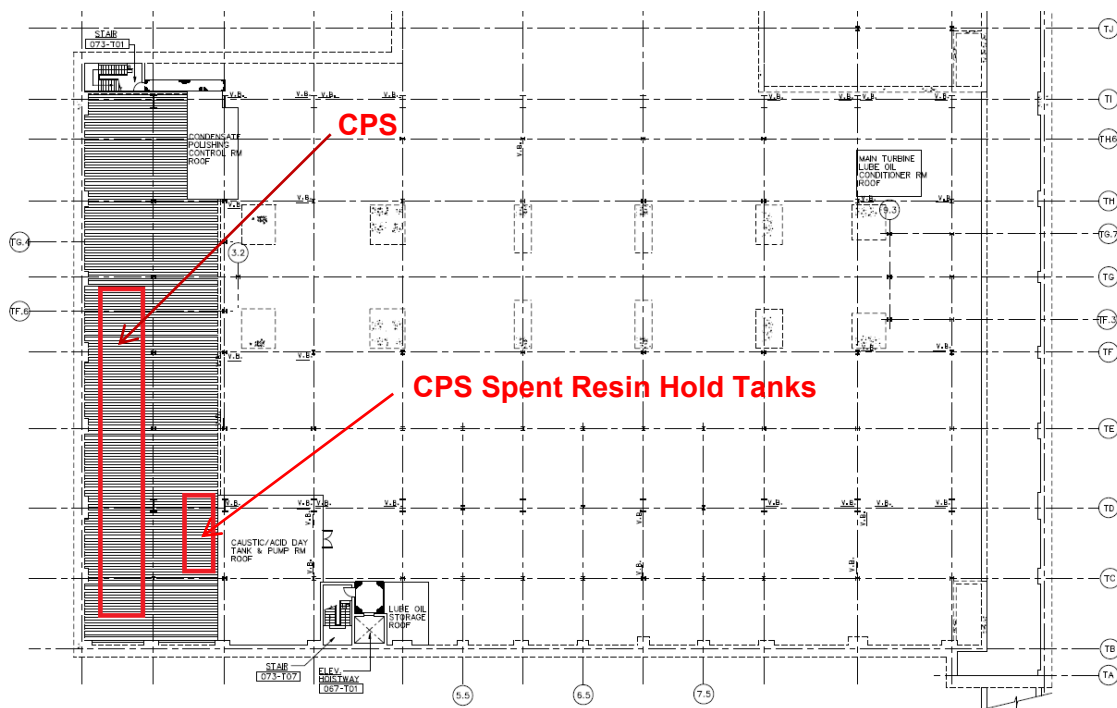 TJ
STAIR
073-T01
V.B.
V.B.
V.B.
V.B.
V.B.
V.B.
TI
CPS
CONDENSATE
POLISHING
CONTROL RM
ROOF
TH.6
V.B.
MAIN TURBINE
LUBE OIL
CONDITIONER RM
ROOF
V.B.
V.B.
V.B.
V.B.
TH
9.3
TG.4
TG.7
3.2
TG
TF.6
TF.3
V.B.
V.B.
V.B.
V.B.
TF
CPS Spent Resin Hold Tanks
TE
V.B.
V.B.
V.B.
V.B.
V.B.
V.B.
V.B.
V.B.
TD
V.B.
V.B.
V.B.
CAUSTIC/ACID DAY
TANK & PUMP RM
ROOF
V.B.
V.B.
TC
LUBE OIL
STORAGE
ROOF
TB
STAIR
073-T07
ELEV.
HOISTWAY
067-T01
TA
5.5
6.5
7.5